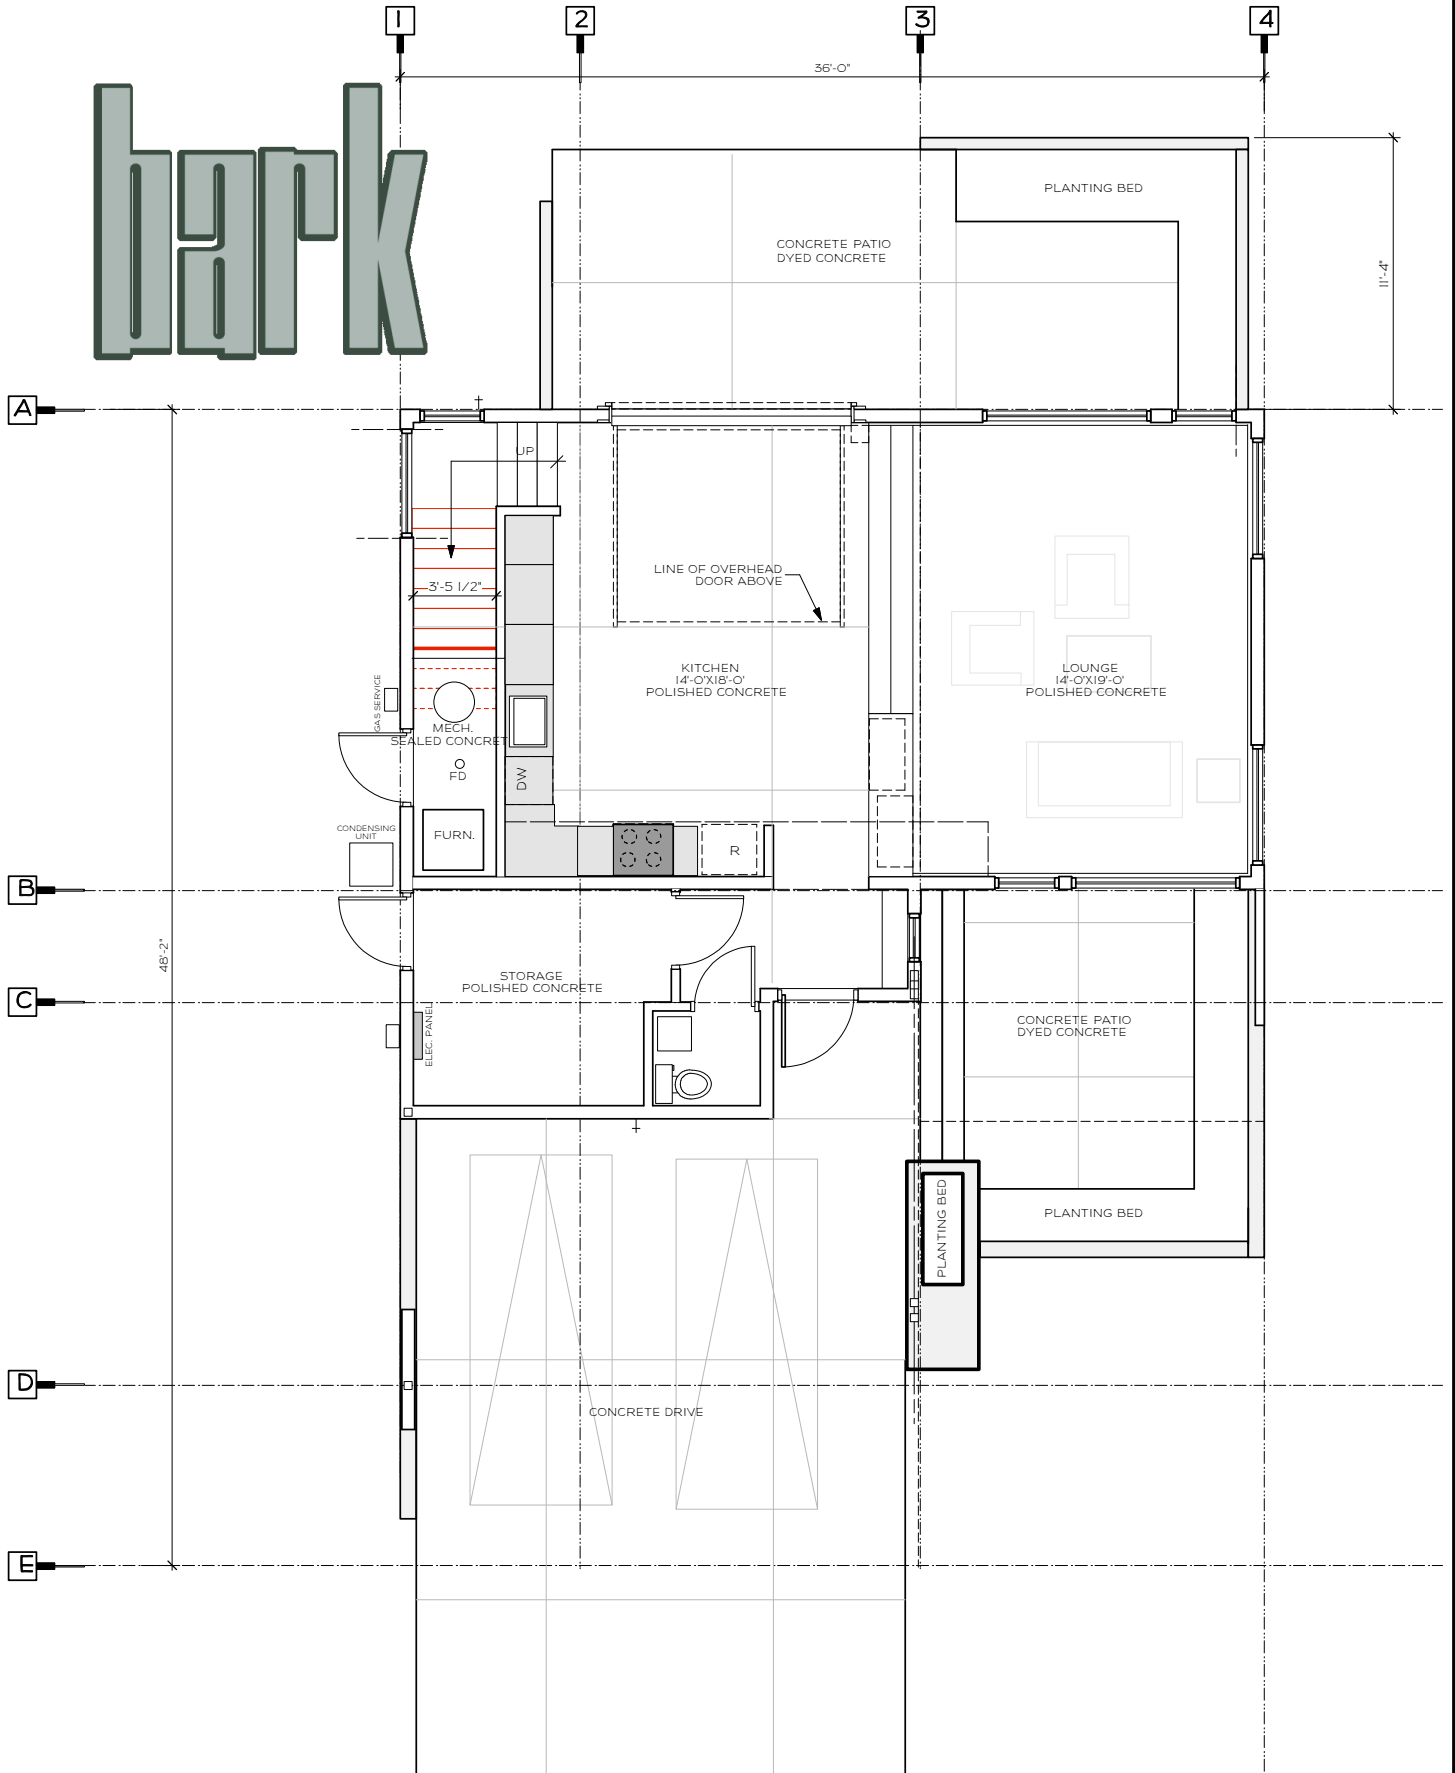 1
2
3
4
36'-0"
bark
PLANTING BED
CONCRETE PATIO
DYED CONCRETE
11'-4"
A
UP
LINE OF OVERHEAD
DOOR ABOVE
3'-5 1/2"
KITCHEN
14'-0'X18'-0'
POLISHED CONCRETE
LOUNGE
14'-0'X19'-0'
POLISHED CONCRETE
GAS SERVICE
MECH.
SEALED CONCRET
FD
DW
CONDENSING
UNIT
FURN.
R
B
48'-2"
STORAGE
POLISHED CONCRETE
C
ELEC. PANEL
CONCRETE PATIO
DYED CONCRETE
PLANTING BED
PLANTING BED
D
CONCRETE DRIVE
E